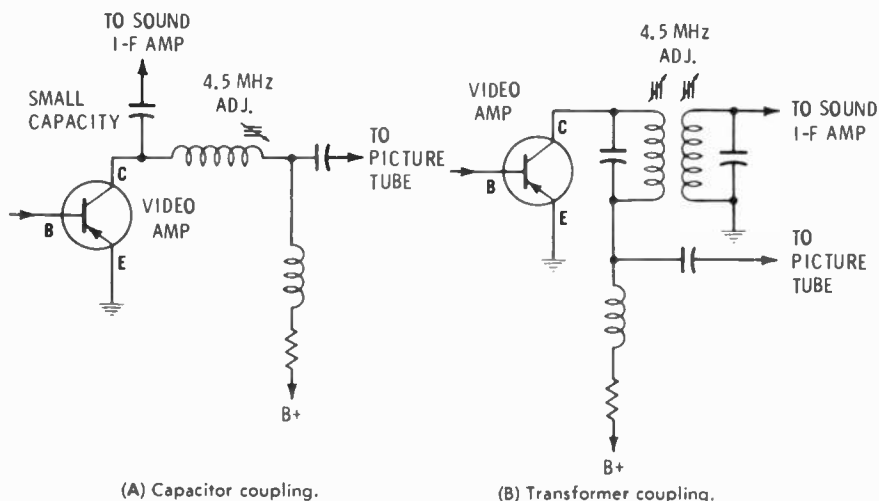 TO SOUND
I-F AMP
SMALL
CAPACITY
4.5 MHz
ADJ.
C
B
E
VIDEO
AMP
TO
PICTURE
TUBE
B+
(A) Capacitor coupling.
4.5 MHz
ADJ.
VIDEO
AMP
C
B
E
TO SOUND
I-F AMP
TO
PICTURE
TUBE
B+
(B) Transformer coupling.